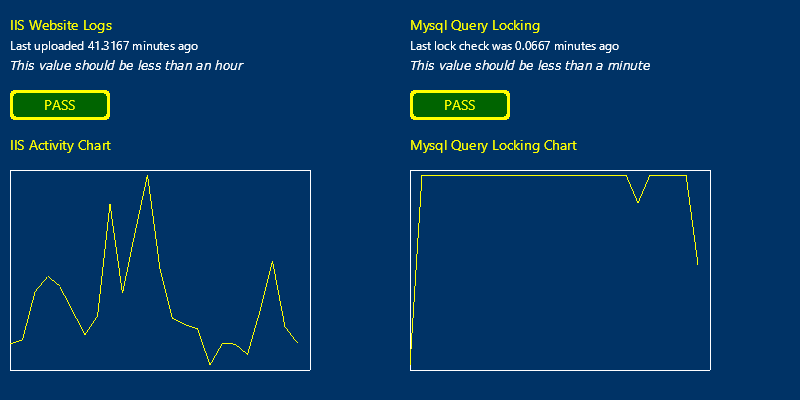 IIS Website Logs
Last uploaded 41.3167 minutes ago
This value should be less than an hour
PASS
IIS Activity Chart
Mysql Query Locking
Last lock check was 0.0667 minutes ago
This value should be less than a minute
PASS
Mysql Query Locking Chart